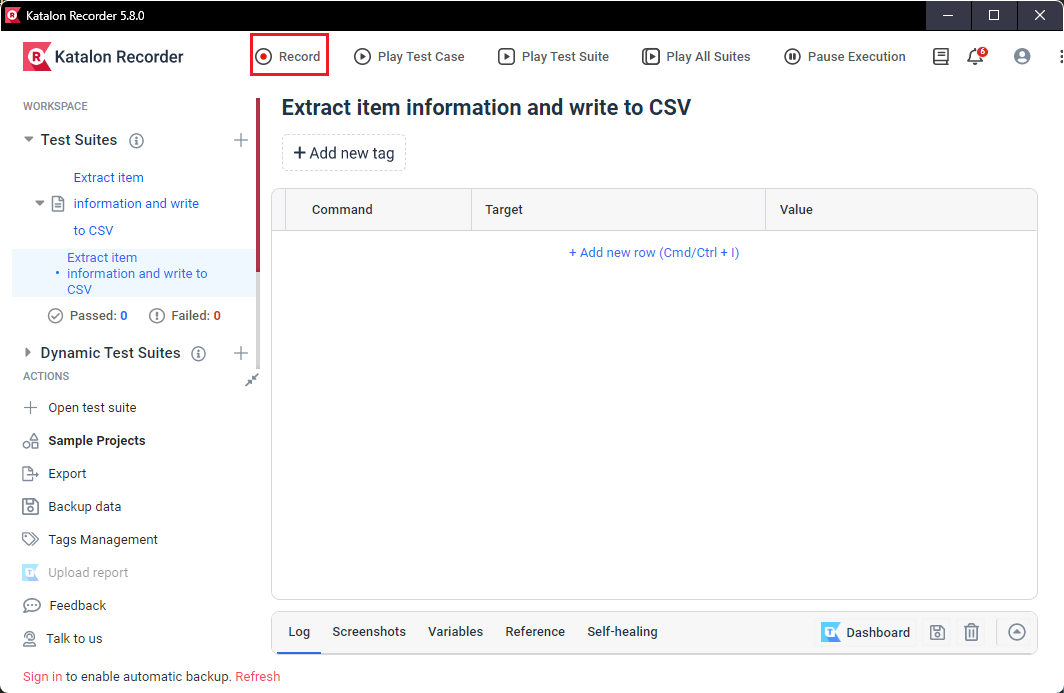 Katalon Recorder 5.8.0
Katalon Recorder
Record
Play Test Case
Play Test Suite
Play All Suites
Pause Execution
6
WORKSPACE
Test Suites
Extract item
information and write
to CSV
Extract item
information and write to
CSV
Passed: 0
Failed: 0
Dynamic Test Suites
ACTIONS
Open test suite
Sample Projects
Export
Backup data
Tags Management
Upload report
Feedback
Talk to us
Sign in to enable automatic backup. Refresh
Extract item information and write to CSV
+ Add new tag
Command
Target
Value
+ Add new row (Cmd/Ctrl + I)
Log
Screenshots
Variables
Reference
Self-healing
Dashboard